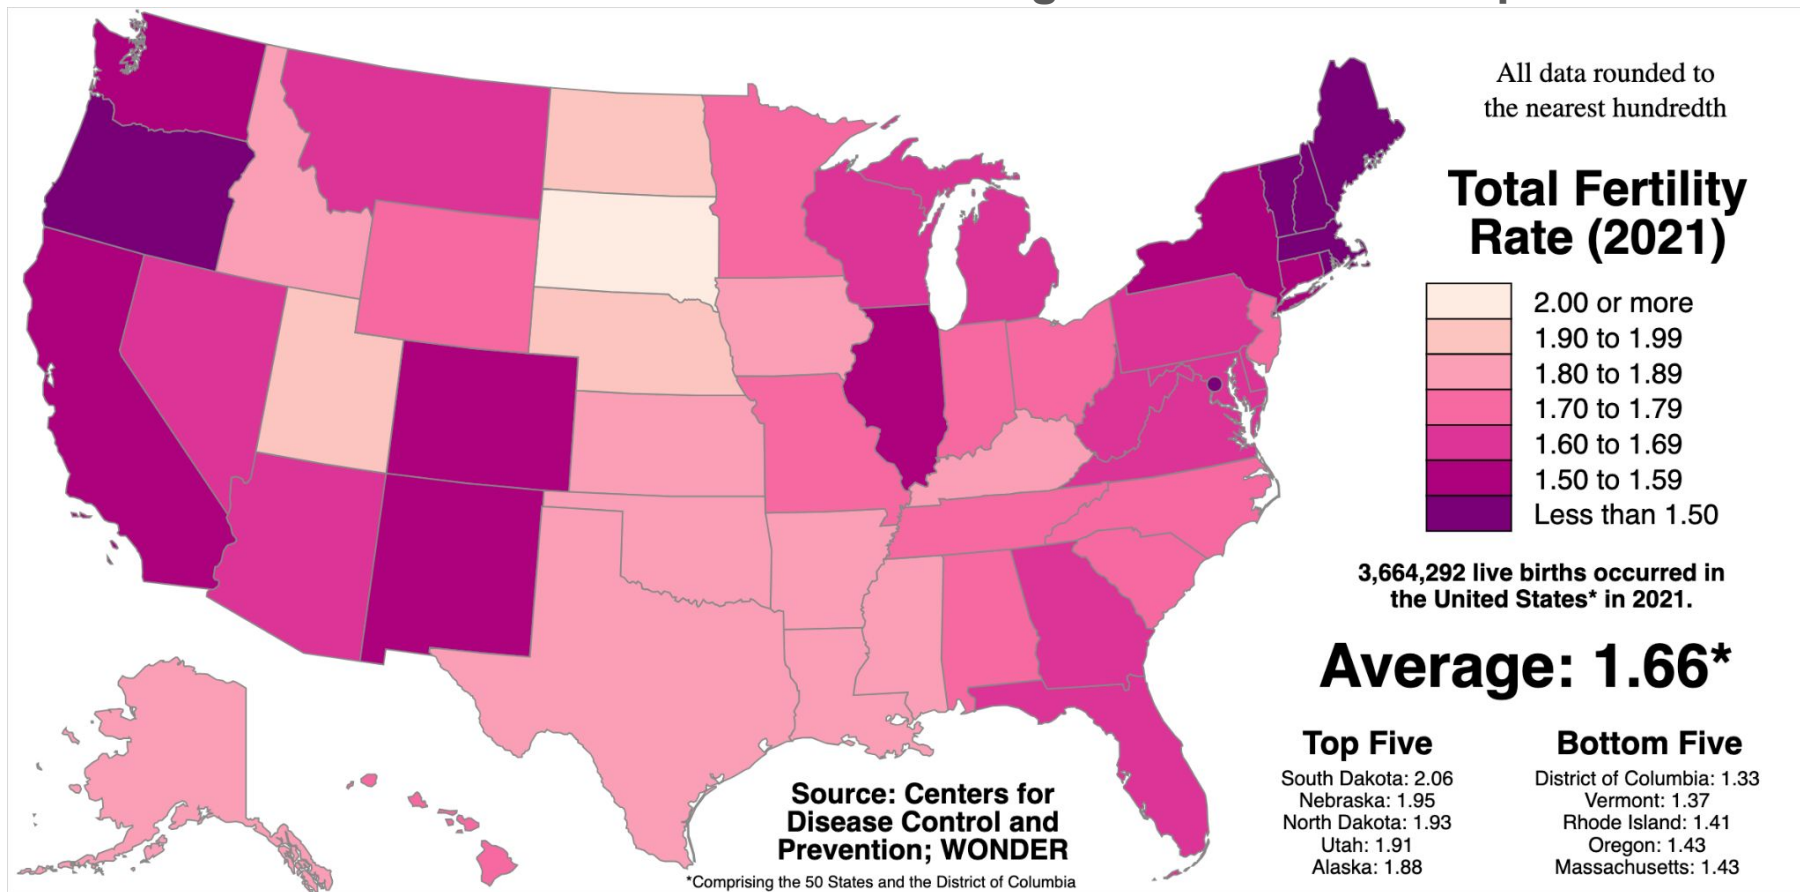 All data rounded to
the nearest hundredth
Total Fertility
Rate (2021)
2.00 or more
1.90 to 1.99
1.80 to 1.89
1.70 to 1.79
1.60 to 1.69
1.50 to 1.59
Less than 1.50
3,664,292 live births occurred in
the United States* in 2021.
Average: 1.66*
Top Five
South Dakota: 2.06
Nebraska: 1.95
North Dakota: 1.93
Utah: 1.91
Alaska: 1.88
Bottom Five
District of Columbia: 1.33
Vermont: 1.37
Rhode Island: 1.41
Oregon: 1.43
Massachusetts: 1.43
Source: Centers for
Disease Control and
Prevention; WONDER
*Comprising the 50 States and the District of Columbia